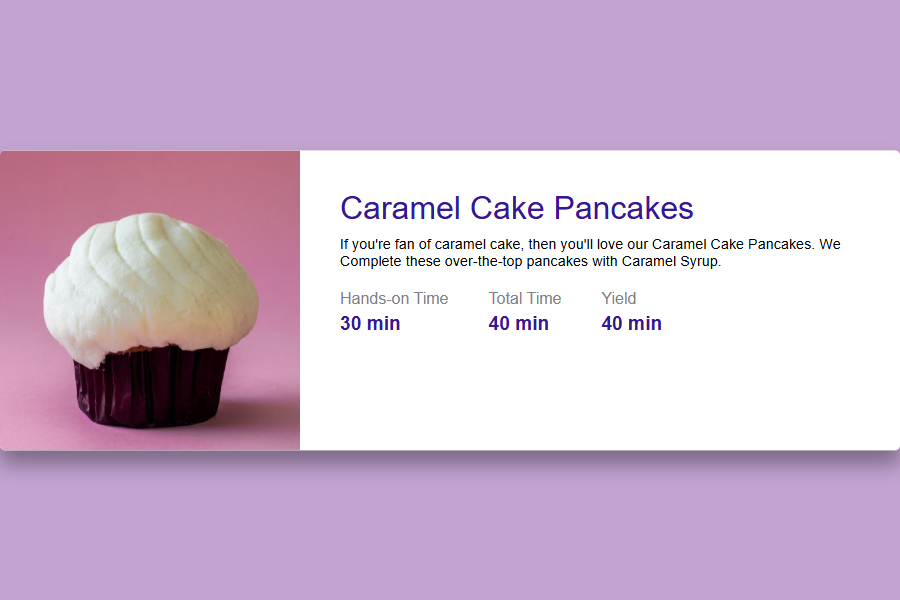 Caramel Cake Pancakes
If you're fan of caramel cake, then you'll love our Caramel Cake Pancakes. We
Complete these over-the-top pancakes with Caramel Syrup.
Hands-on Time Total Time Yield
30 min 40 min 40 min